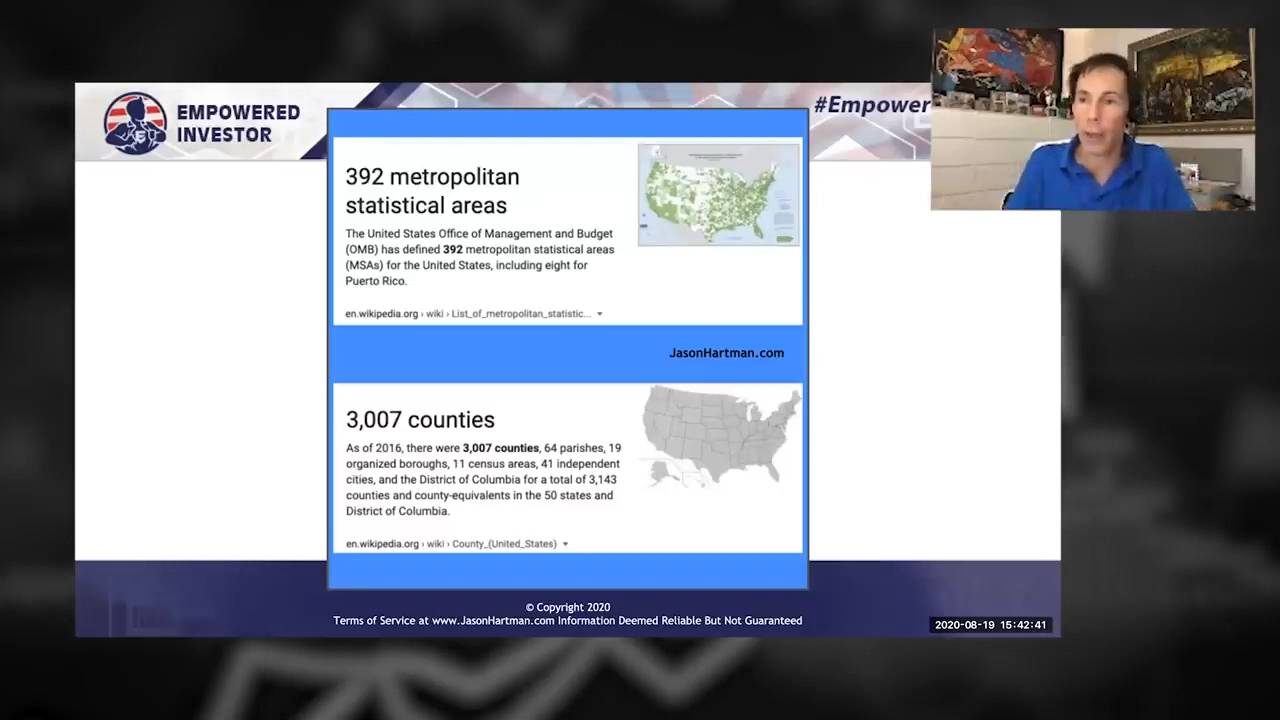 EMPOWERED
INVESTOR
#Empower
392 metropolitan
statistical areas
The United States Office of Management and Budget
(OMB) has defined 392 metropolitan statistical areas
(MSAs) for the United States, including eight for
Puerto Rico.
en.wikipedia.org › wiki › List_of_metropolitan_statistic...
JasonHartman.com
3,007 counties
As of 2016, there were 3,007 counties, 64 parishes, 19
organized boroughs, 11 census areas, 41 independent
cities, and the District of Columbia for a total of 3,143
counties and county-equivalents in the 50 states and
District of Columbia.
en.wikipedia.org › wiki › County_(United_States)
© Copyright 2020
Terms of Service at www.JasonHartman.com Information Deemed Reliable But Not Guaranteed
2020-08-19 15:42:41